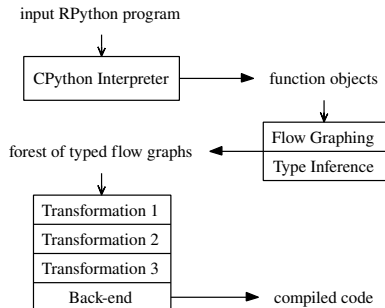 input RPython program
CPython Interpreter
function objects
Flow Graphing
Type Inference
forest of typed flow graphs
Transformation 1
Transformation 2
Transformation 3
Back-end
compiled code